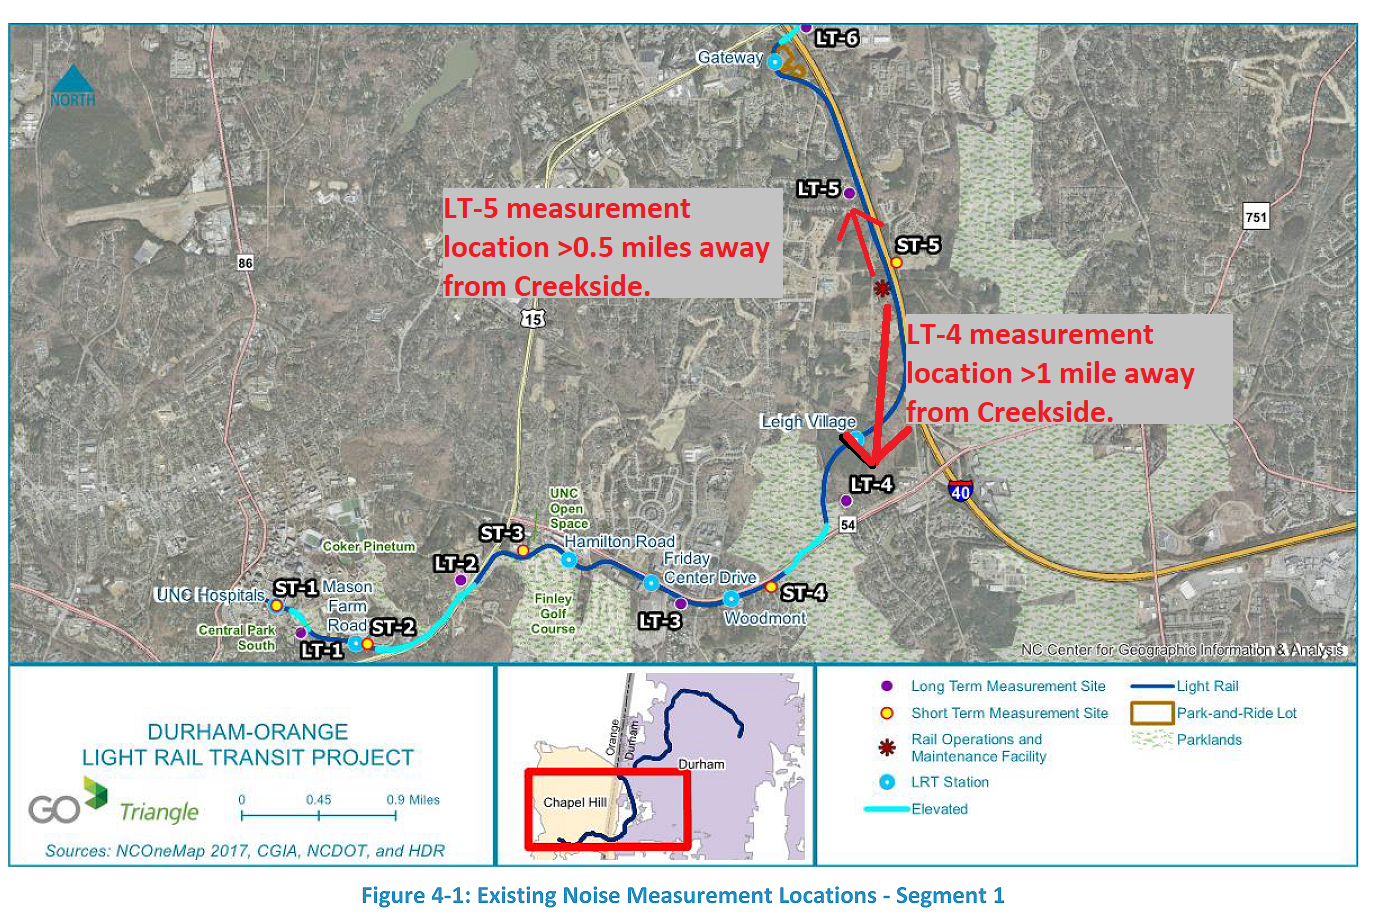 LT-6
Gateway
NORTH
LT-5
LT-5 measurement
location >0.5 miles away
from Creekside.
751
ST-5
86
15
LT-4 measurement
location >1 mile away
from Creekside.
Leigh Village
LT-4
40
54
UNC
Open
Space
ST-3
Hamilton Road
Coker Pinetum
LT-2
Friday
Center Drive
ST-1
Mason
Farm
Road
UNC Hospitals
ST-4
Finley
Golf
Course
Woodmont
LT-3
Central Park
South
ST-2
LT-1
NC Center for Geographic Information & Analysis
DURHAM-ORANGE
LIGHT RAIL TRANSIT PROJECT
GO Triangle
0 0.45 0.9 Miles
Sources: NCOneMap 2017, CGIA, NCDOT, and HDR
Orange
Durham
Durham
Chapel Hill
Long Term Measurement Site
Short Term Measurement Site
Rail Operations and
Maintenance Facility
LRT Station
Elevated
Light Rail
Park-and-Ride Lot
Parklands
Figure 4-1: Existing Noise Measurement Locations - Segment 1